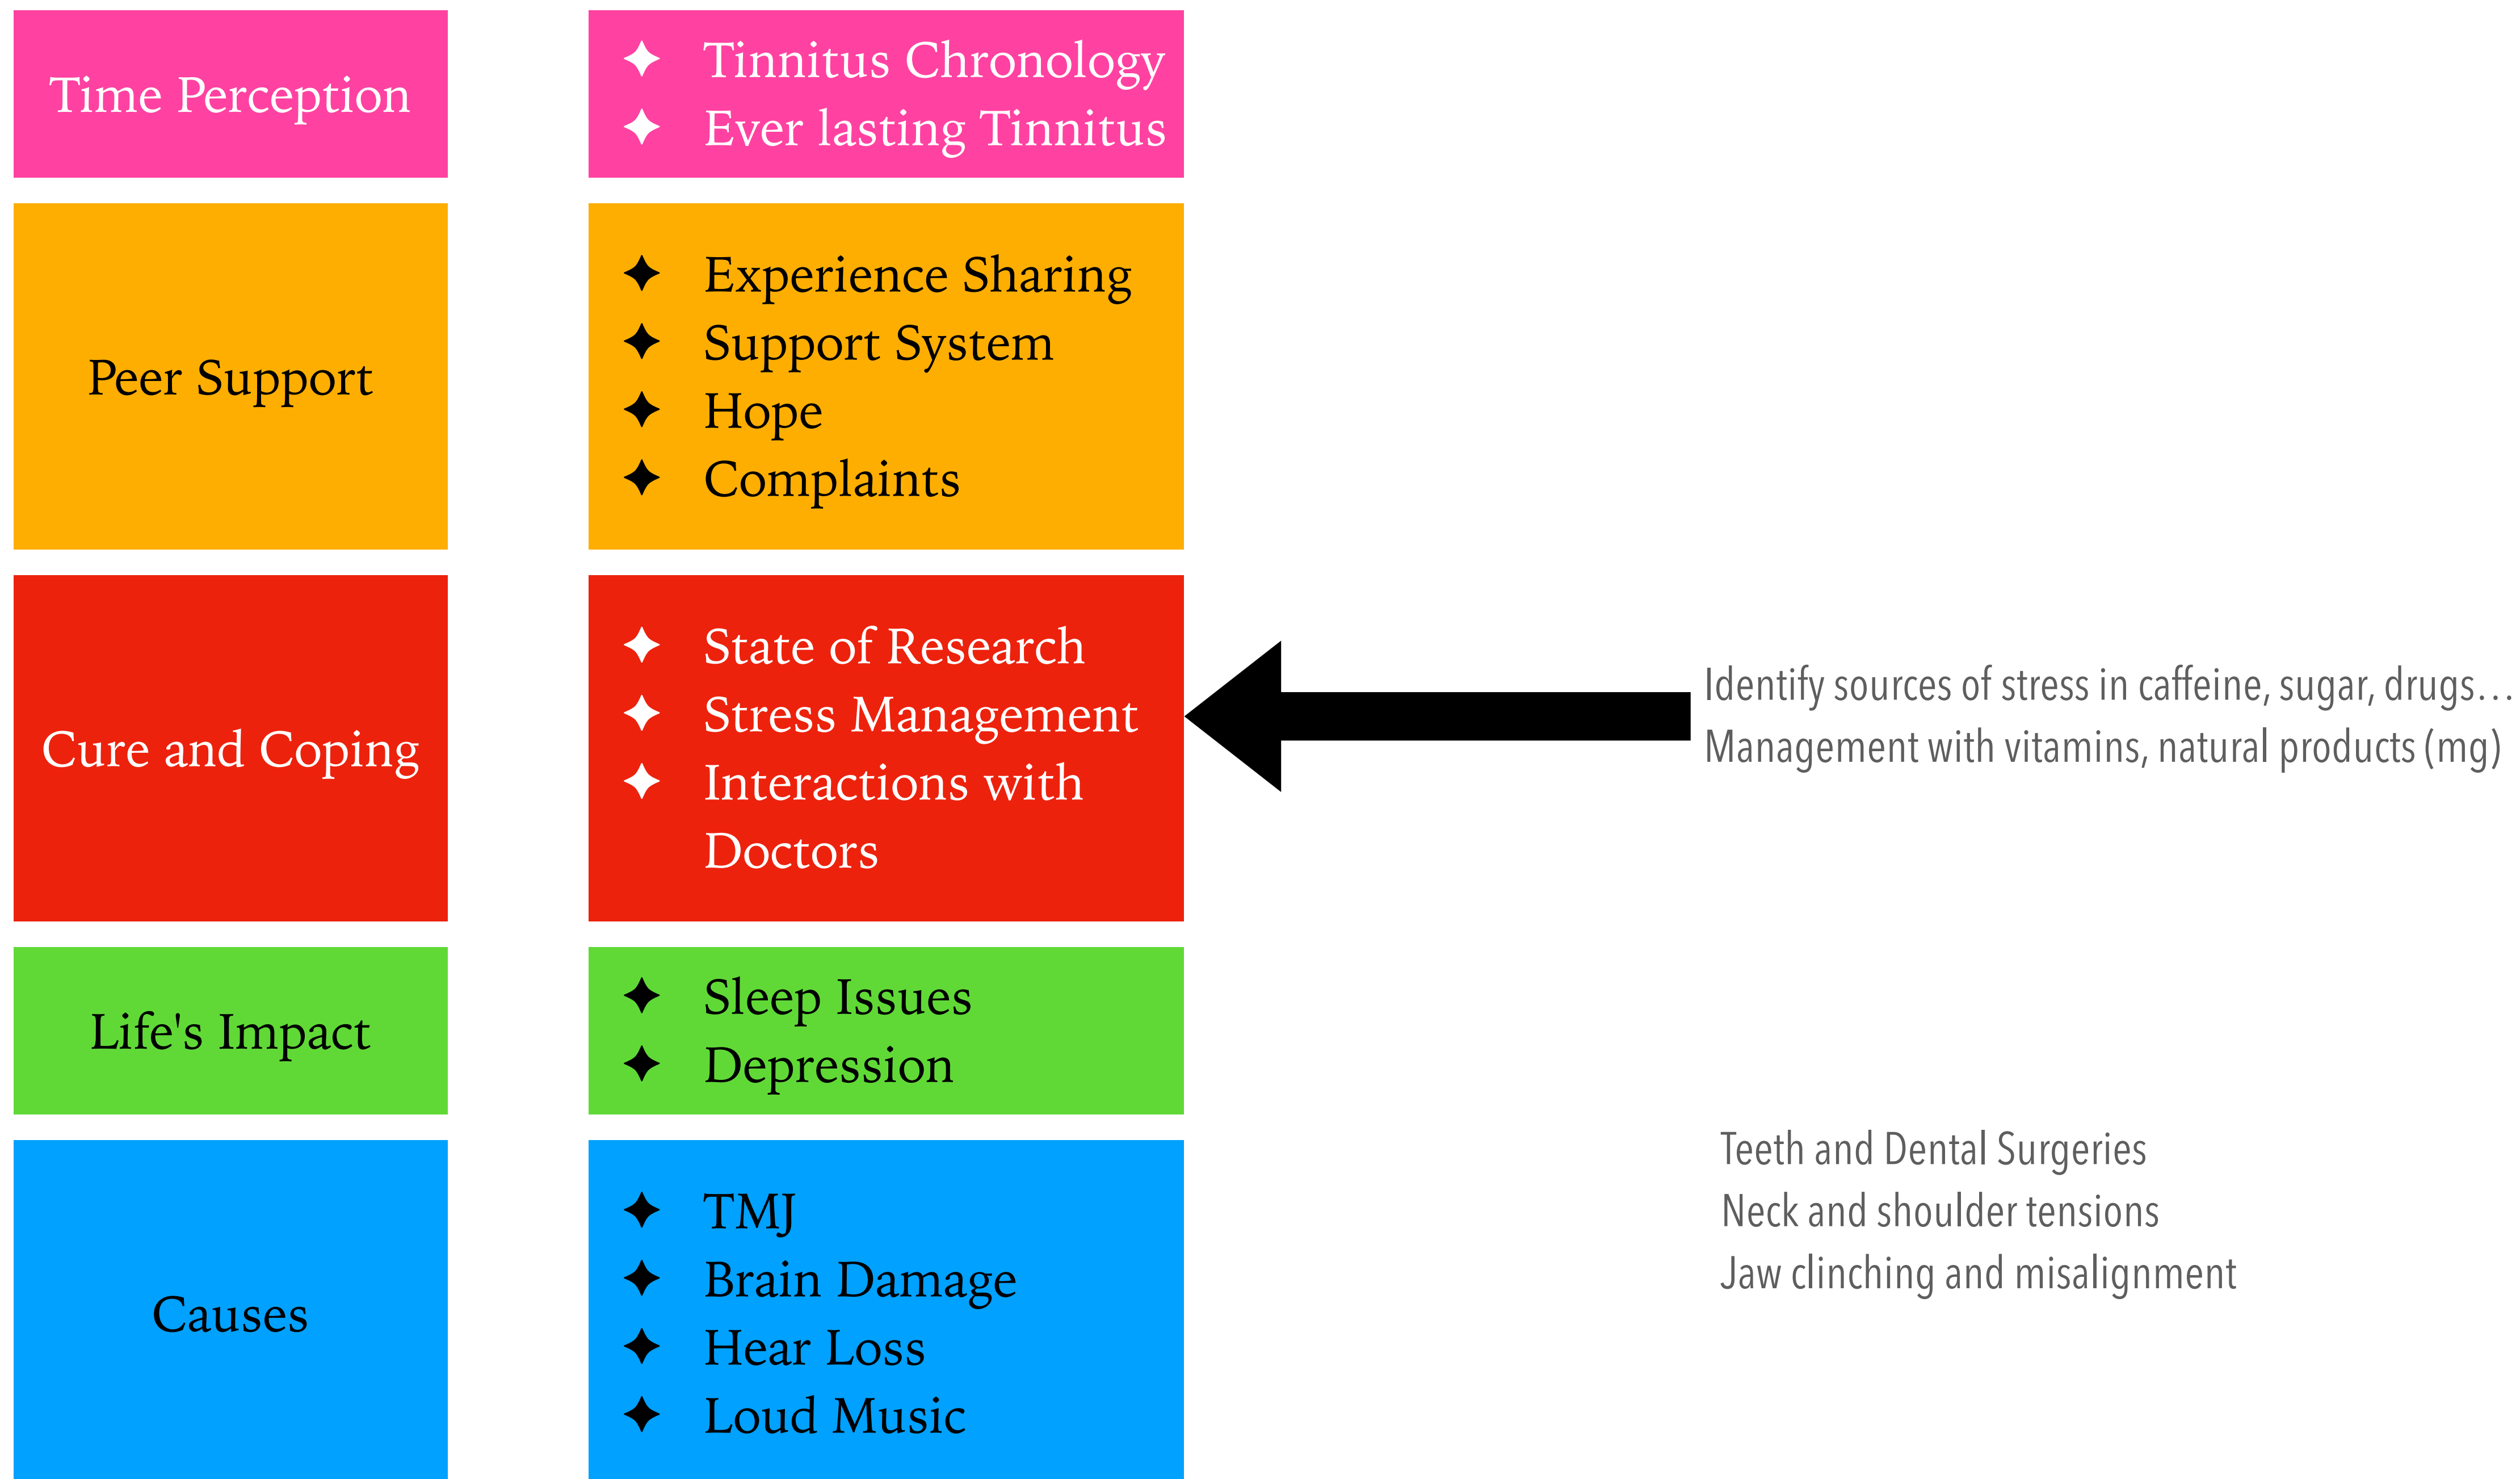 Time Perception
✦ Tinnitus Chronology
✦ Ever lasting Tinnitus
Peer Support
✦ Experience Sharing
✦ Support System
✦ Hope
✦ Complaints
Cure and Coping
✦ State of Research
✦ Stress Management
✦ Interactions with
Doctors
Identify sources of stress in caffeine, sugar, drugs…
Management with vitamins, natural products (mg)
Life's Impact
✦ Sleep Issues
✦ Depression
Causes
✦ TMJ
✦ Brain Damage
✦ Hear Loss
✦ Loud Music
Teeth and Dental Surgeries
Neck and shoulder tensions
Jaw clinching and misalignment